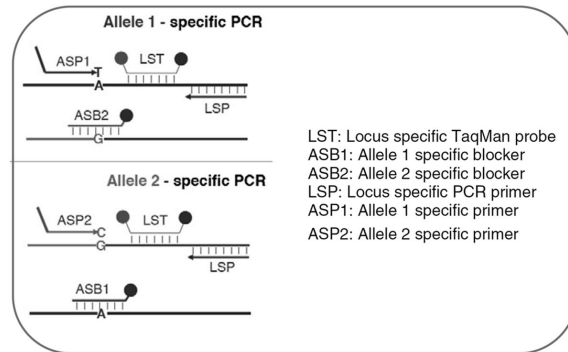 Allele 1 - specific PCR
ASP1
LST
T
A
LSP
ASB2
G
Allele 2 - specific PCR
ASP2
LST
C
G
LSP
ASB1
A
LST: Locus specific TaqMan probe
ASB1: Allele 1 specific blocker
ASB2: Allele 2 specific blocker
LSP: Locus specific PCR primer
ASP1: Allele 1 specific primer
ASP2: Allele 2 specific primer